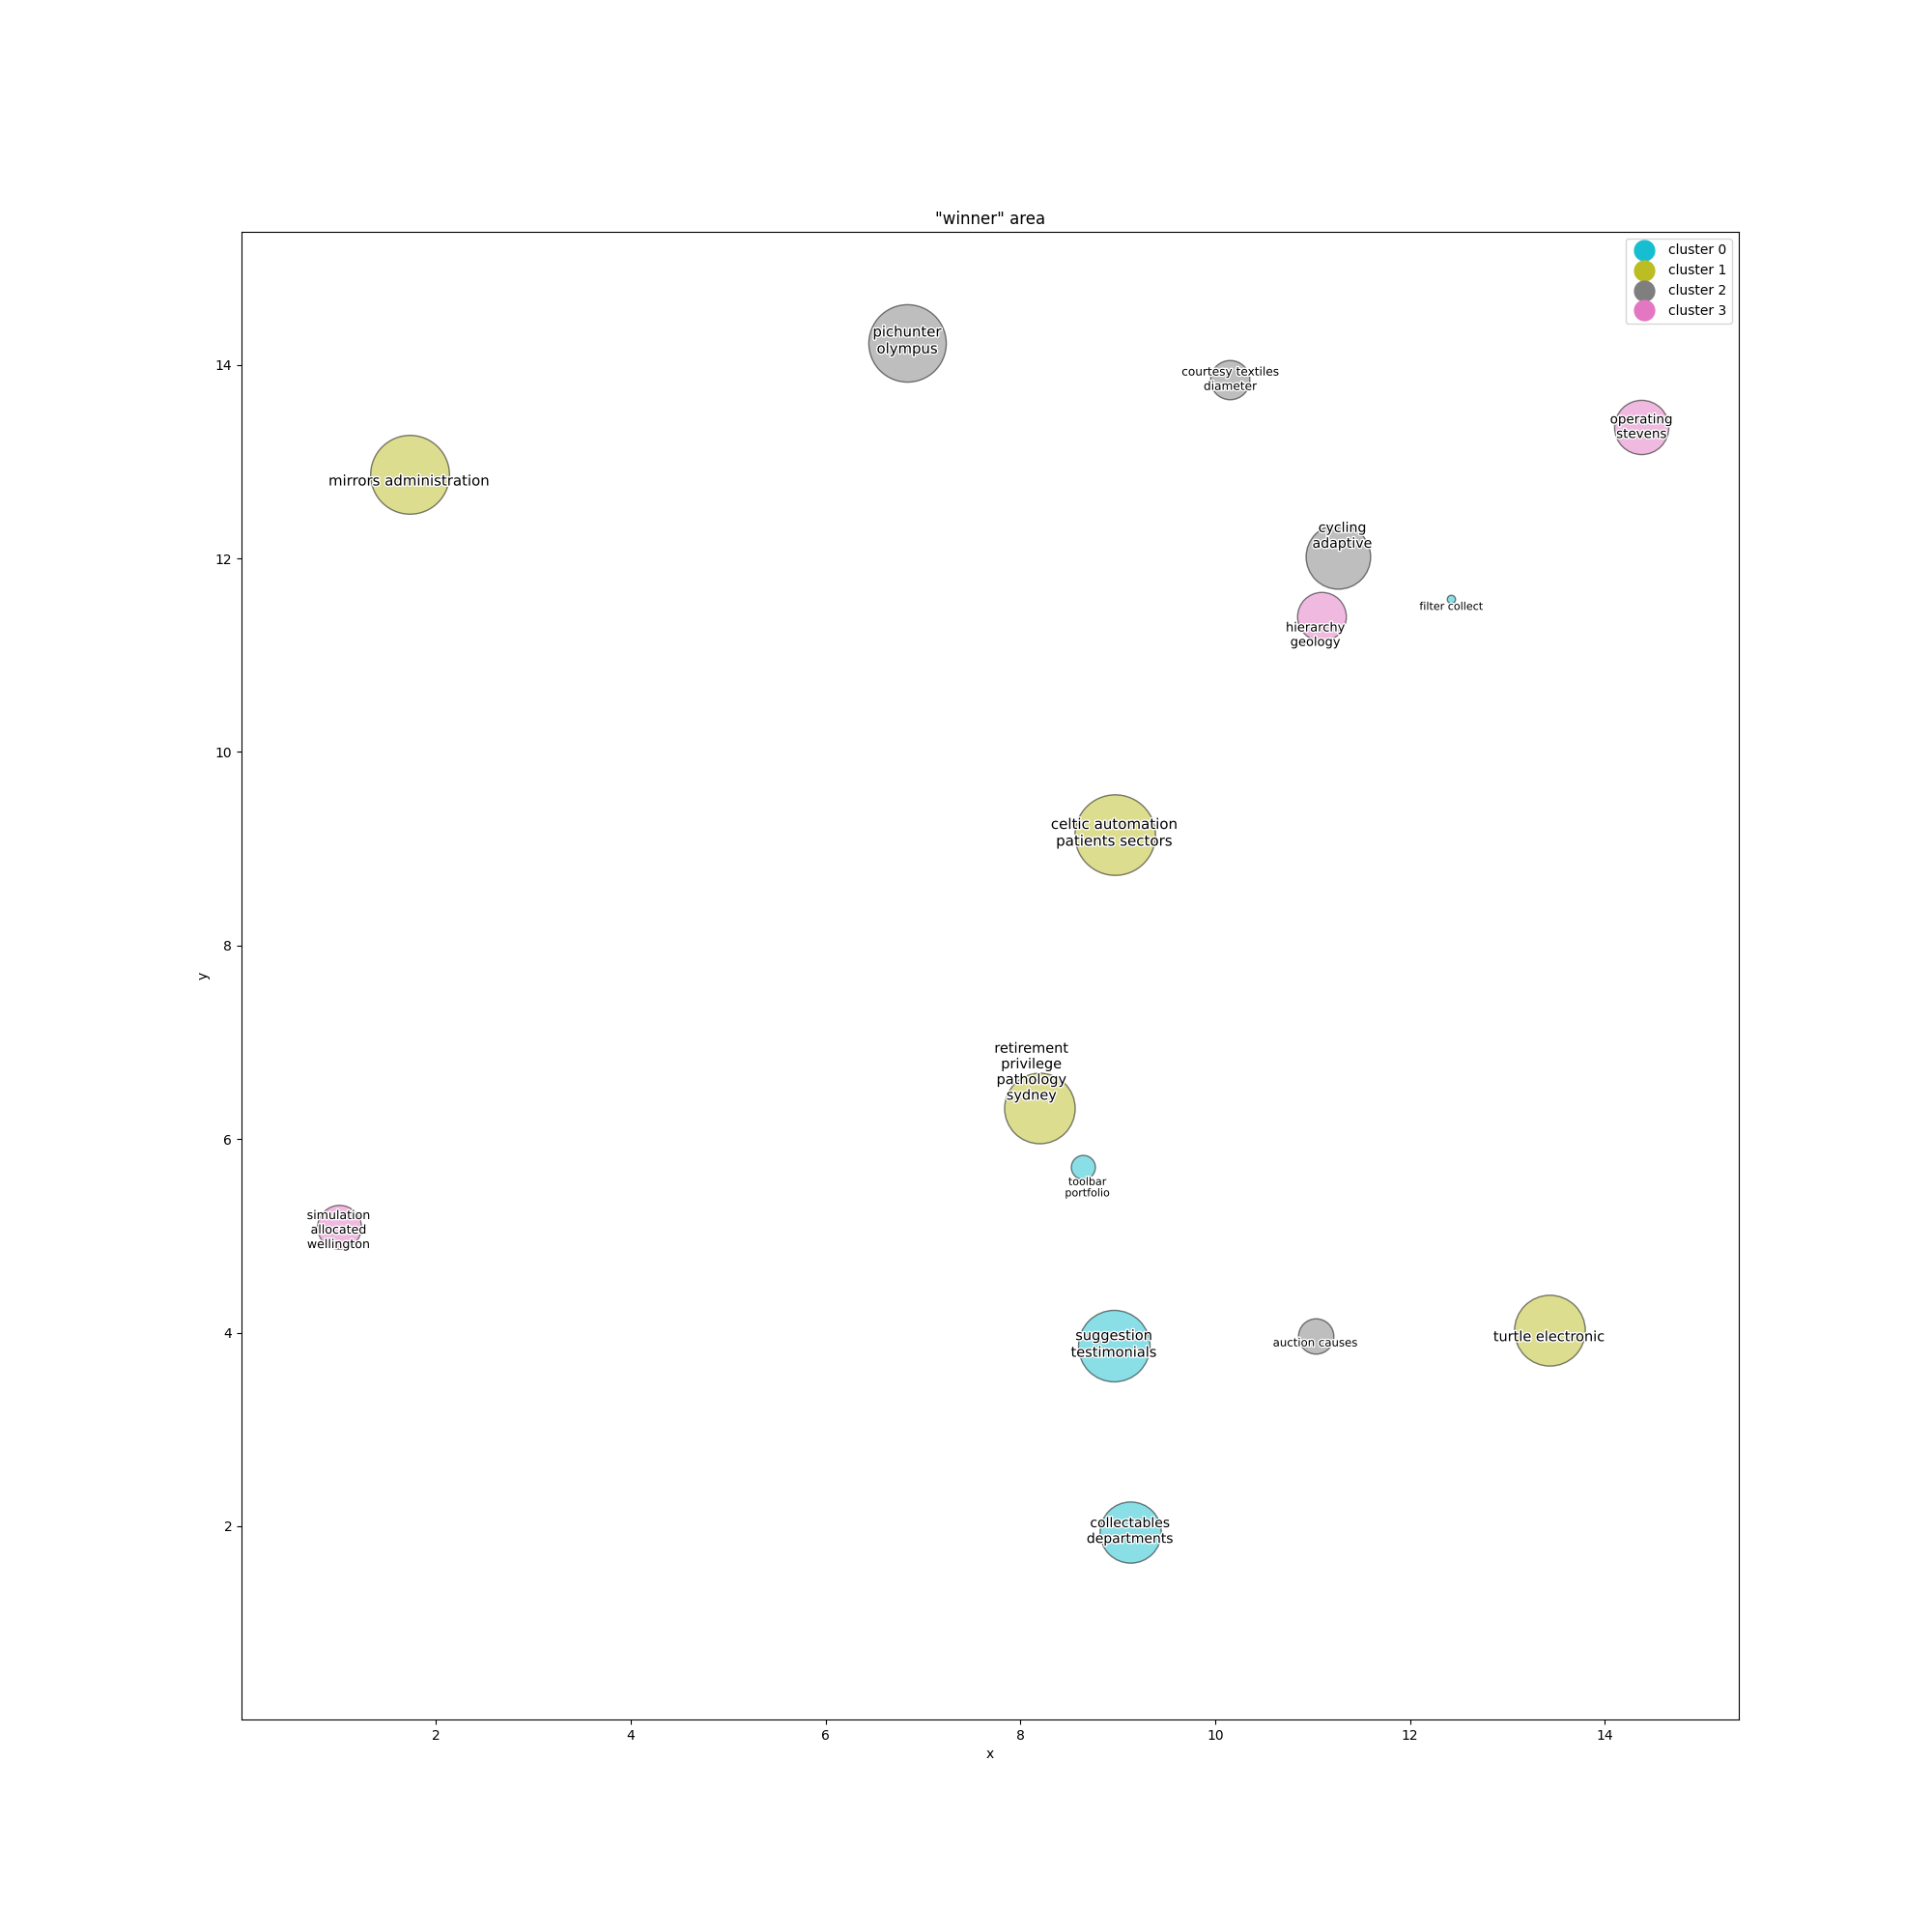 "winner" area
cluster 0
cluster 1
cluster 2
cluster 3
pichunter
olympus
courtesy textiles
diameter
operating
stevens
mirrors administration
cycling
adaptive
filter collect
hierarchy
geology
celtic automation
patients sectors
retirement
privilege
pathology
sydney
toolbar
portfolio
simulation
allocated
wellington
suggestion
testimonials
auction causes
turtle electronic
collectables
departments
14
12
10
8
6
4
2
y
2
4
6
8
10
12
14
x